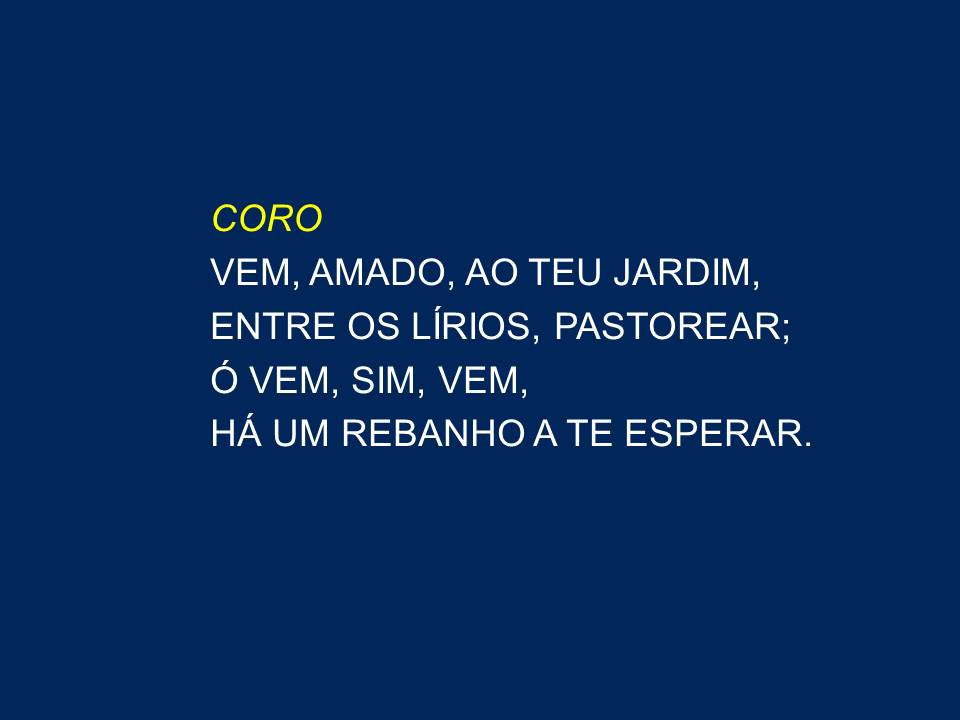 CORO
VEM, AMADO, AO TEU JARDIM,
ENTRE OS LÍRIOS, PASTOREAR;
Ó VEM, SIM, VEM,
HÁ UM REBANHO A TE ESPERAR.